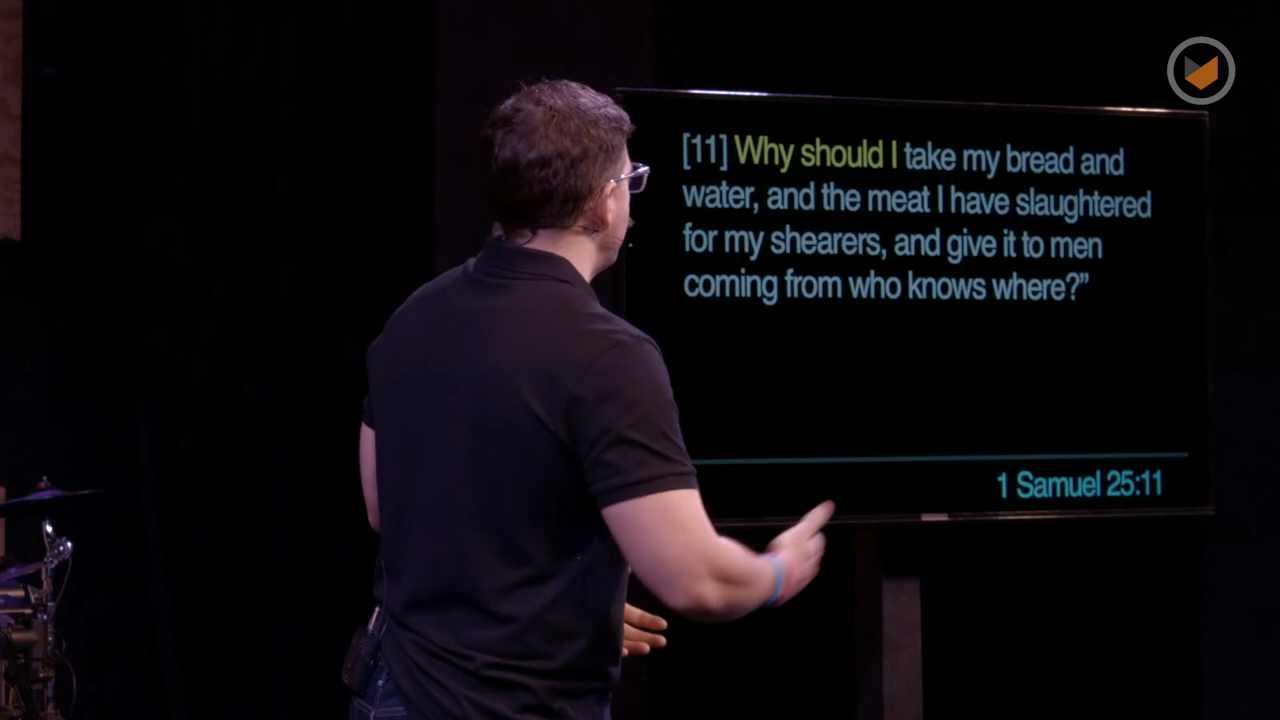 [11] Why should I take my bread and
water, and the meat I have slaughtered
for my shearers, and give it to men
coming from who knows where?”
1 Samuel 25:11